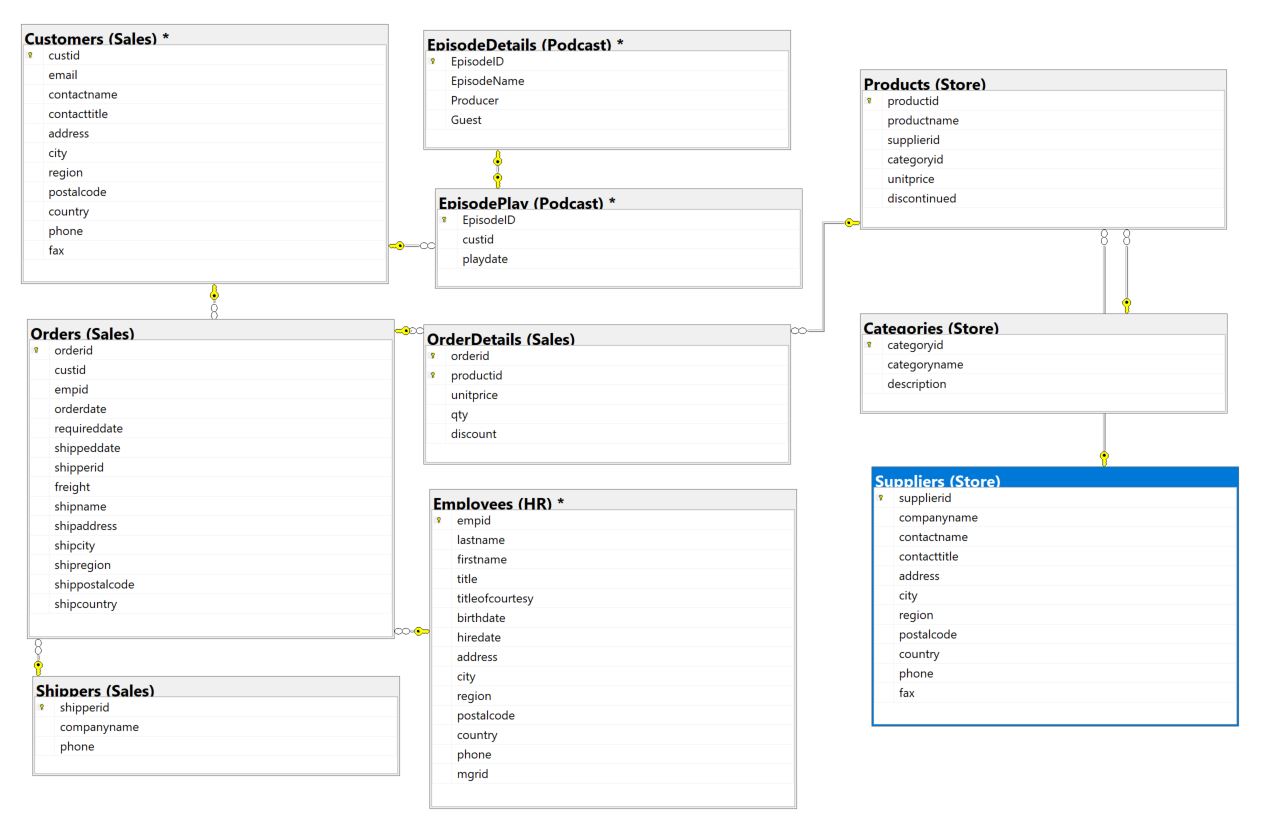 Customers (Sales) *
custid
email
contactname
contacttitle
address
city
region
postalcode
country
phone
fax
EpisodeDetails (Podcast) *
EpisodeID
EpisodeName
Producer
Guest
EpisodePlay (Podcast) *
EpisodeID
custid
playdate
Products (Store)
productid
productname
supplierid
categoryid
unitprice
discontinued
Orders (Sales)
orderid
custid
empid
orderdate
requireddate
shippeddate
shipperid
freight
shipname
shipaddress
shipcity
shipregion
shippostalcode
shipcountry
OrderDetails (Sales)
orderid
productid
unitprice
qty
discount
Categories (Store)
categoryid
categoryname
description
Employees (HR) *
empid
lastname
firstname
title
titleofcourtesy
birthdate
hiredate
address
city
region
postalcode
country
phone
mgrid
Suppliers (Store)
supplierid
companyname
contactname
contacttitle
address
city
region
postalcode
country
phone
fax
Shippers (Sales)
shipperid
companyname
phone